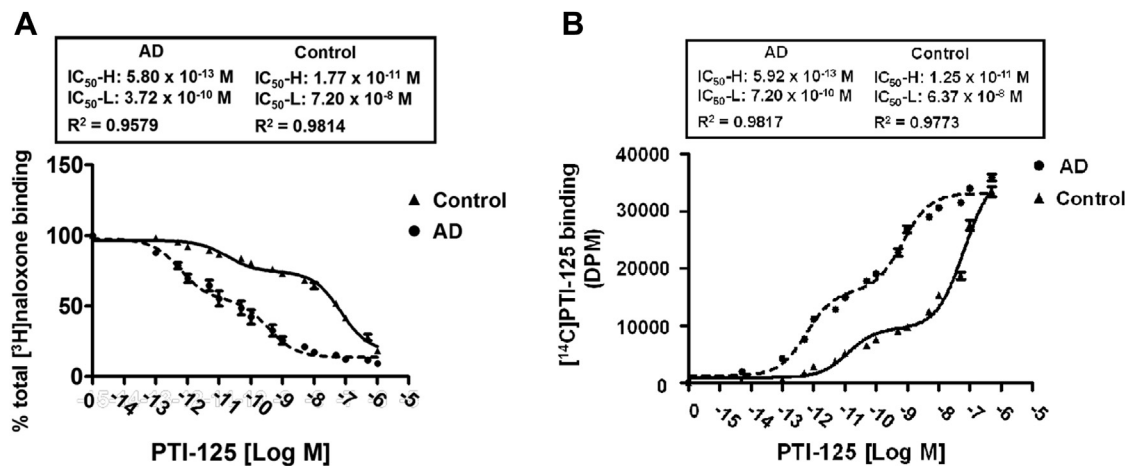 A
AD Control
IC50-H: 5.80 x 10-13 M IC50-H: 1.77 x 10-11 M
IC50-L: 3.72 x 10-10 M IC50-L: 7.20 x 10-8 M
R2 = 0.9579 R2 = 0.9814
% total [3H]naloxone binding
150
100
50
0
Control
AD
0 -14 -13 -12 -11 -10 -9 -8 -7 -6 -5
PTI-125 [Log M]
B
AD Control
IC50-H: 5.92 x 10-13 M IC50-H: 1.25 x 10-11 M
IC50-L: 7.20 x 10-10 M IC50-L: 6.37 x 10-8 M
R2 = 0.9817 R2 = 0.9773
[14C]PTI-125 binding
(DPM)
40000
30000
20000
10000
0
AD
Control
0 -15 -14 -13 -12 -11 -10 -9 -8 -7 -6 -5
PTI-125 [Log M]